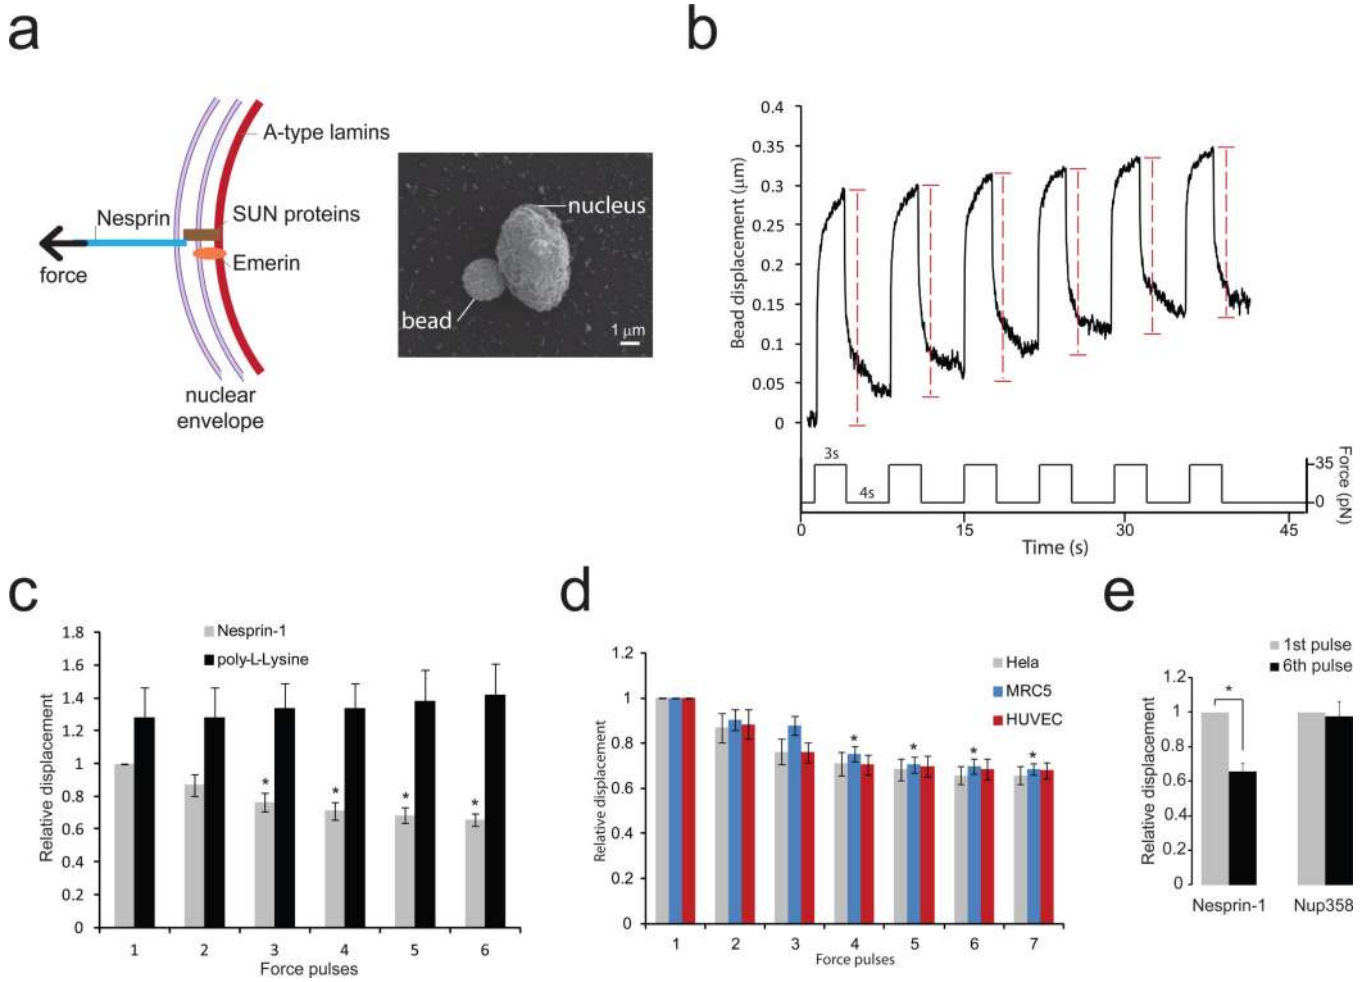 a
A-type lamins
Nesprin
SUN proteins
force
Emerin
nuclear
envelope
nucleus
bead
1 μm
b
0.4
0.35
0.3
0.25
0.2
0.15
0.1
0.05
0
Bead displacement (μm)
3s
4s
35
0
Force (pN)
0
15
30
45
Time (s)
c
Nesprin-1
poly-L-Lysine
1.8
1.6
1.4
1.2
1
0.8
0.6
0.4
0.2
0
Relative displacement
* * * *
1 2 3 4 5 6
Force pulses
d
Hela
MRC5
HUVEC
1.2
1
0.8
0.6
0.4
0.2
0
Relative displacement
* * * *
1 2 3 4 5 6 7
Force pulses
e
1st pulse
6th pulse
1.2
1
0.8
0.6
0.4
0.2
0
Relative displacement
*
Nesprin-1 Nup358